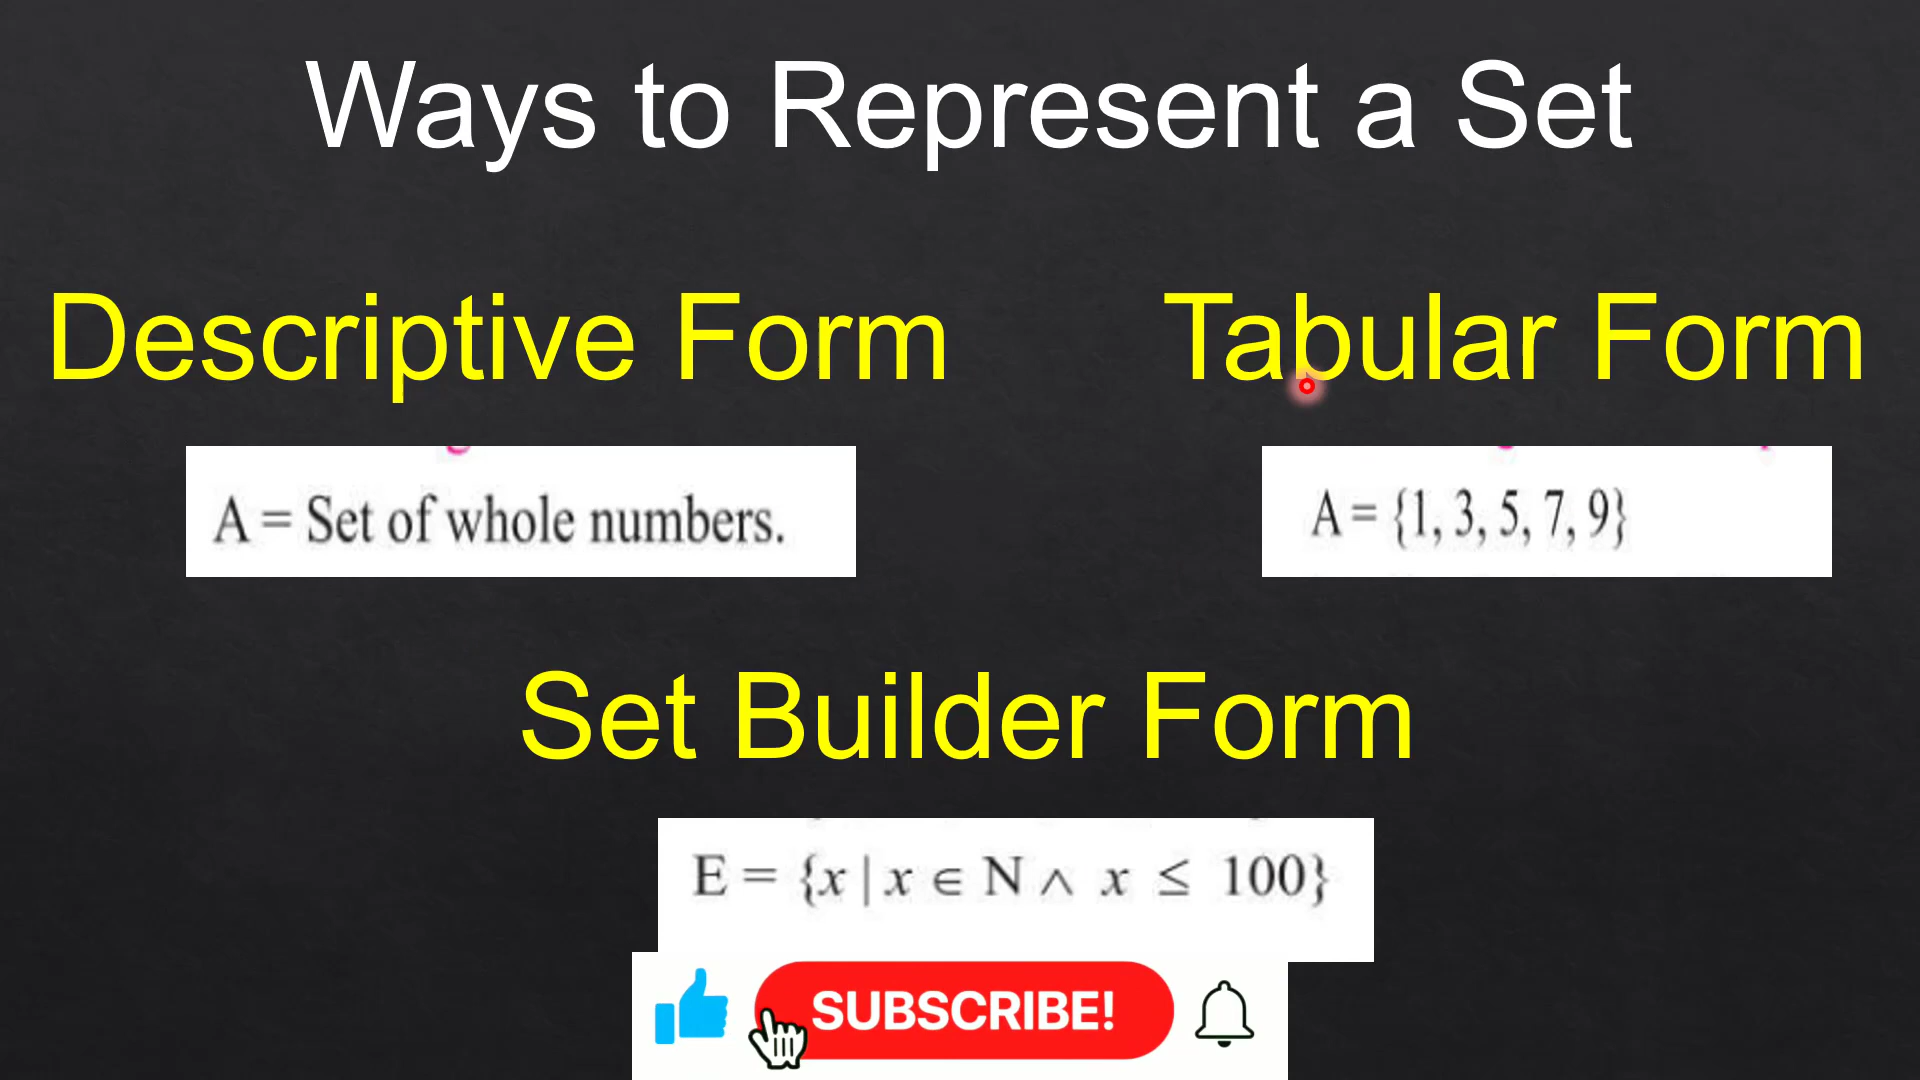 Ways to Represent a Set
Descriptive Form
Tabular Form
A = Set of whole numbers.
A = {1, 3, 5, 7, 9}
Set Builder Form
E = {x | x ∈ N ∧ x ≤ 100}
SUBSCRIBE!